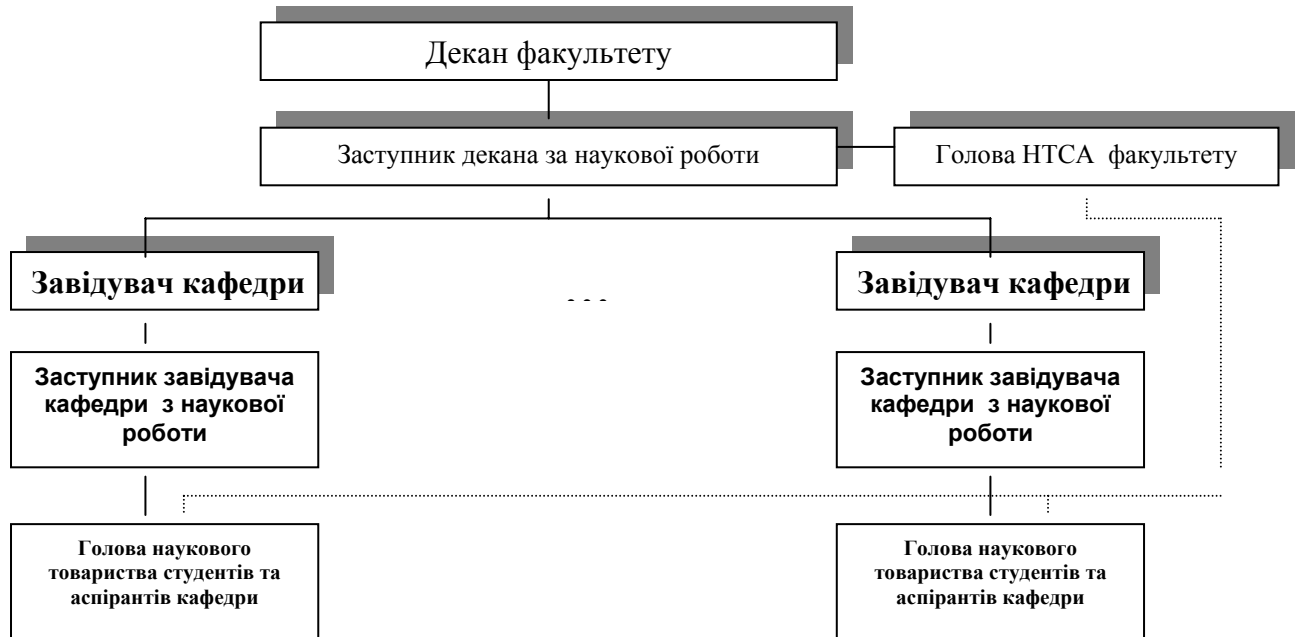 Декан факультету
Заступник декана за наукової роботи
Голова НТСА факультету
Завідувач кафедри
- - -
Завідувач кафедри
Заступник завідувача
кафедри з наукової
роботи
Заступник завідувача
кафедри з наукової
роботи
Голова наукового
товариства студентів та
аспірантів кафедри
Голова наукового
товариства студентів та
аспірантів кафедри